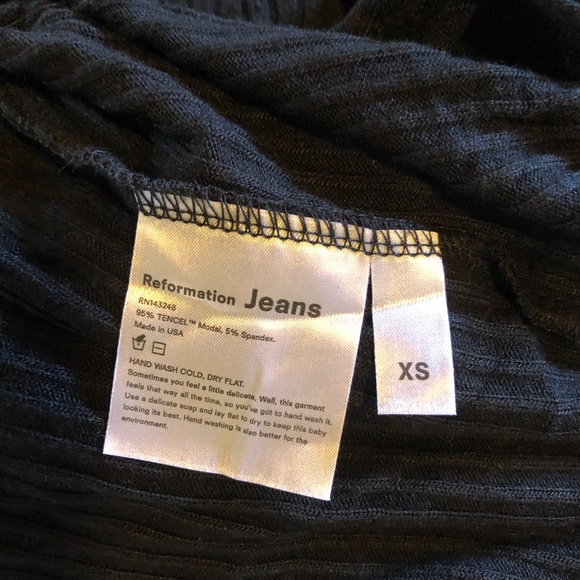 Reformation Jeans
RN143248
95% TENCEL™ Modal, 5% Spandex.
Made in USA
HAND WASH COLD, DRY FLAT.
Sometimes you feel a little delicate. Well, this garment
feels that way all the time, so you've got to hand wash it.
Use a delicate soap and lay flat to dry to keep this baby
looking its best. Hand washing is also better for the
environment.
XS